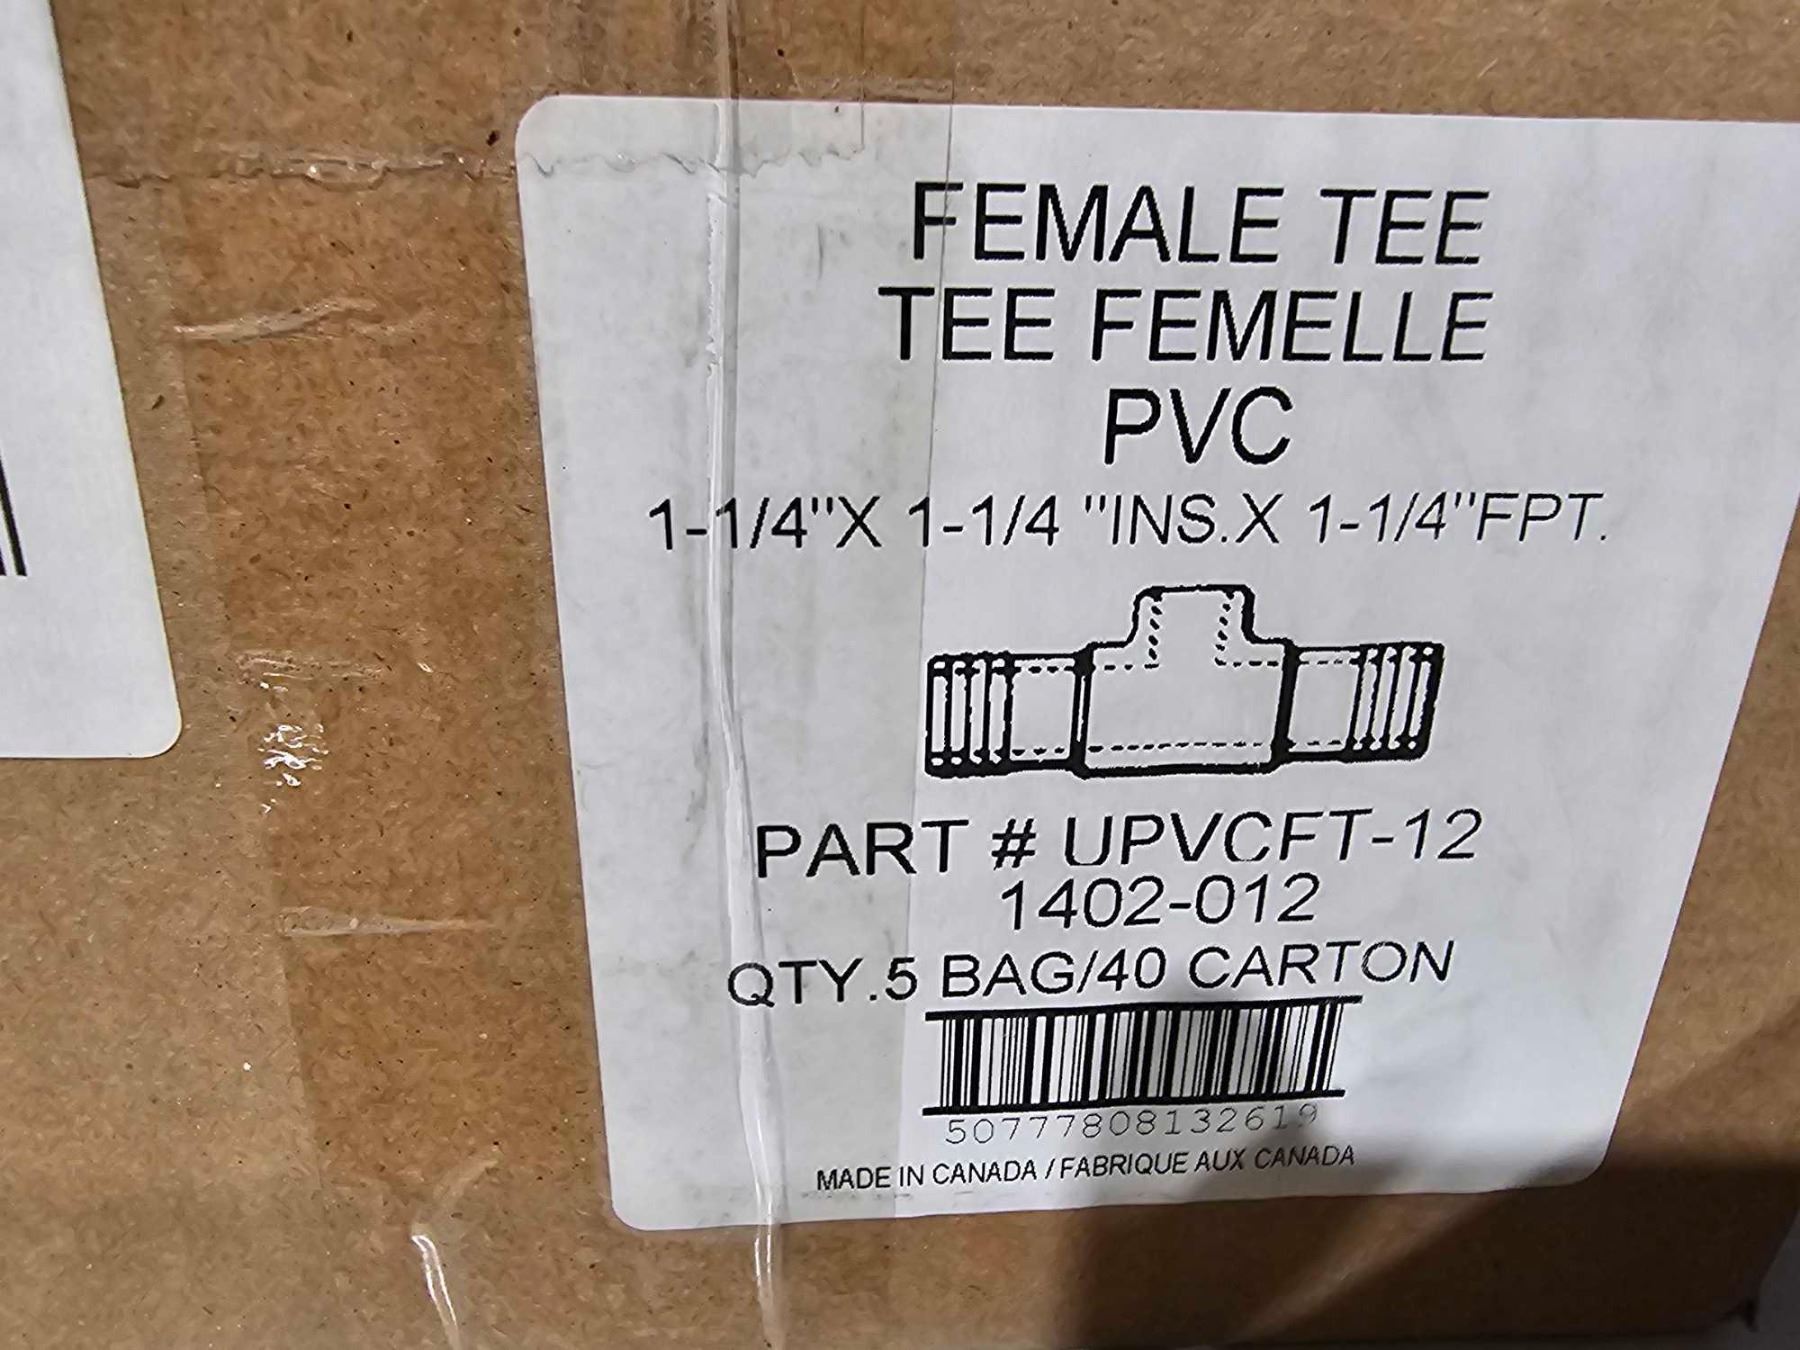 FEMALE TEE
TEE FEMELLE
PVC
1-1/4"X 1-1/4 "INS.X 1-1/4"FPT.
PART # UPVCFT-12
1402-012
QTY.5 BAG/40 CARTON
50777808132619
MADE IN CANADA / FABRIQUE AUX CANADA